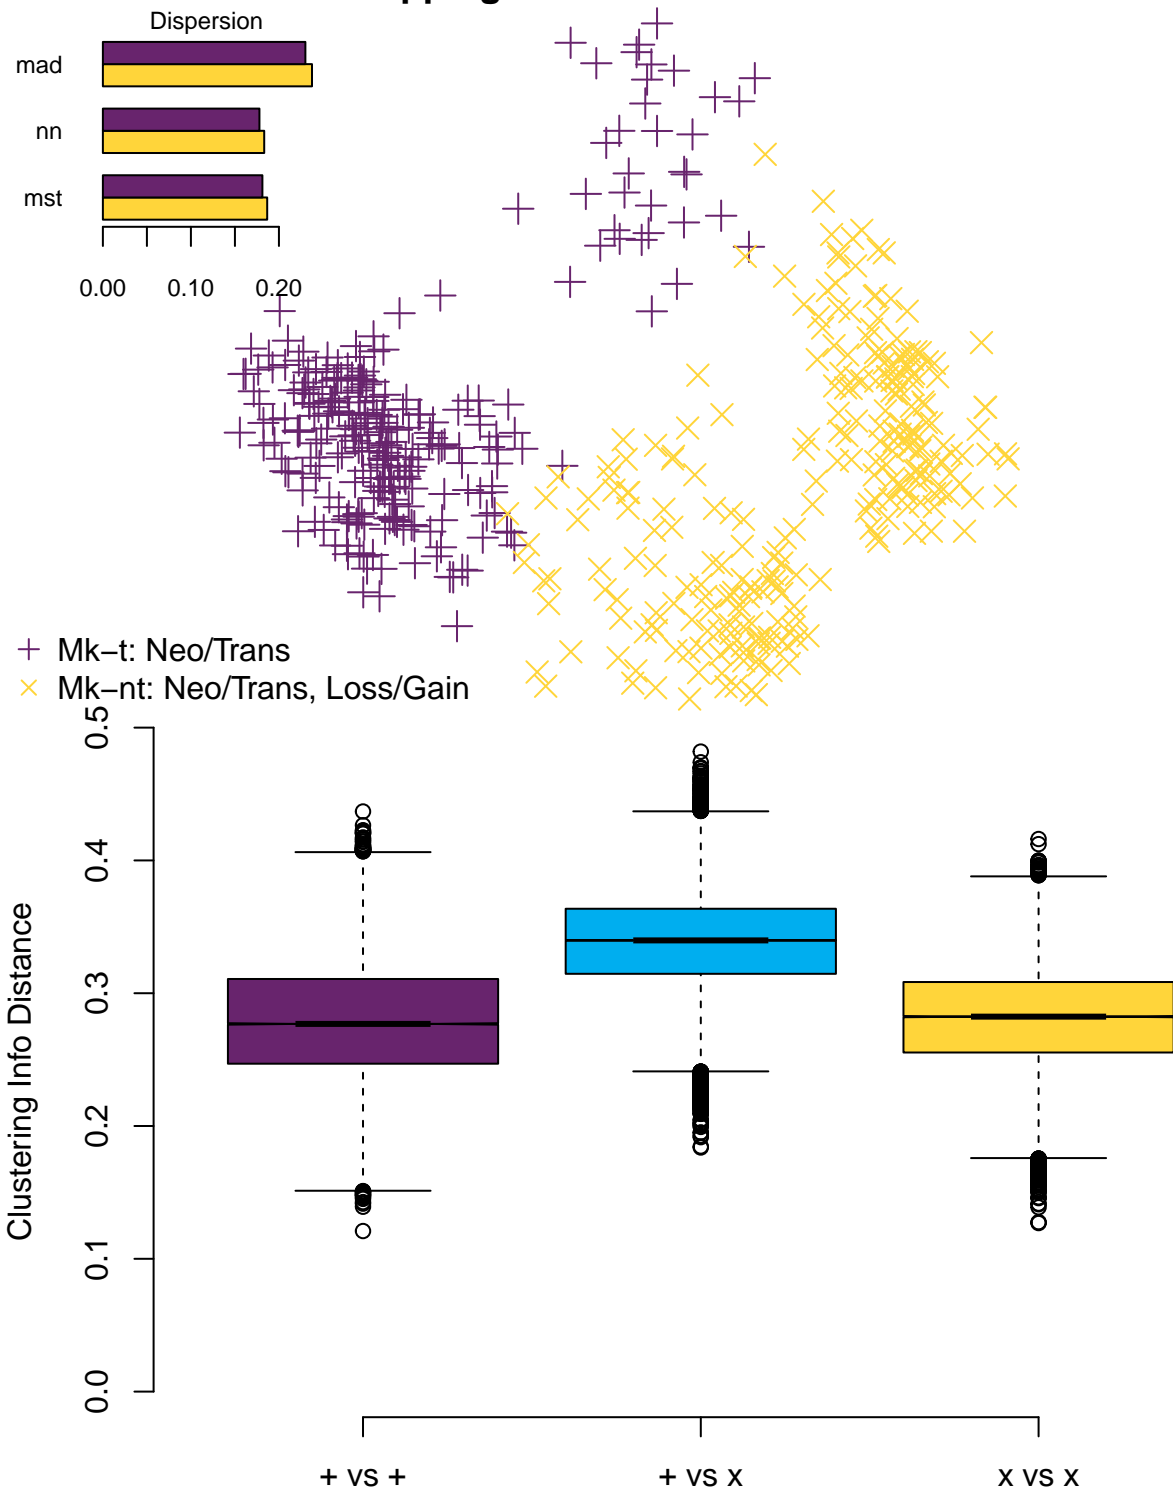 pping
Dispersion
mad
nn
mst
0.00 0.10 0.20
+ Mk−t: Neo/Trans
× Mk−nt: Neo/Trans, Loss/Gain
0.5
0.4
0.3
0.2
0.1
0.0
Clustering Info Distance
+ vs + + vs x x vs x